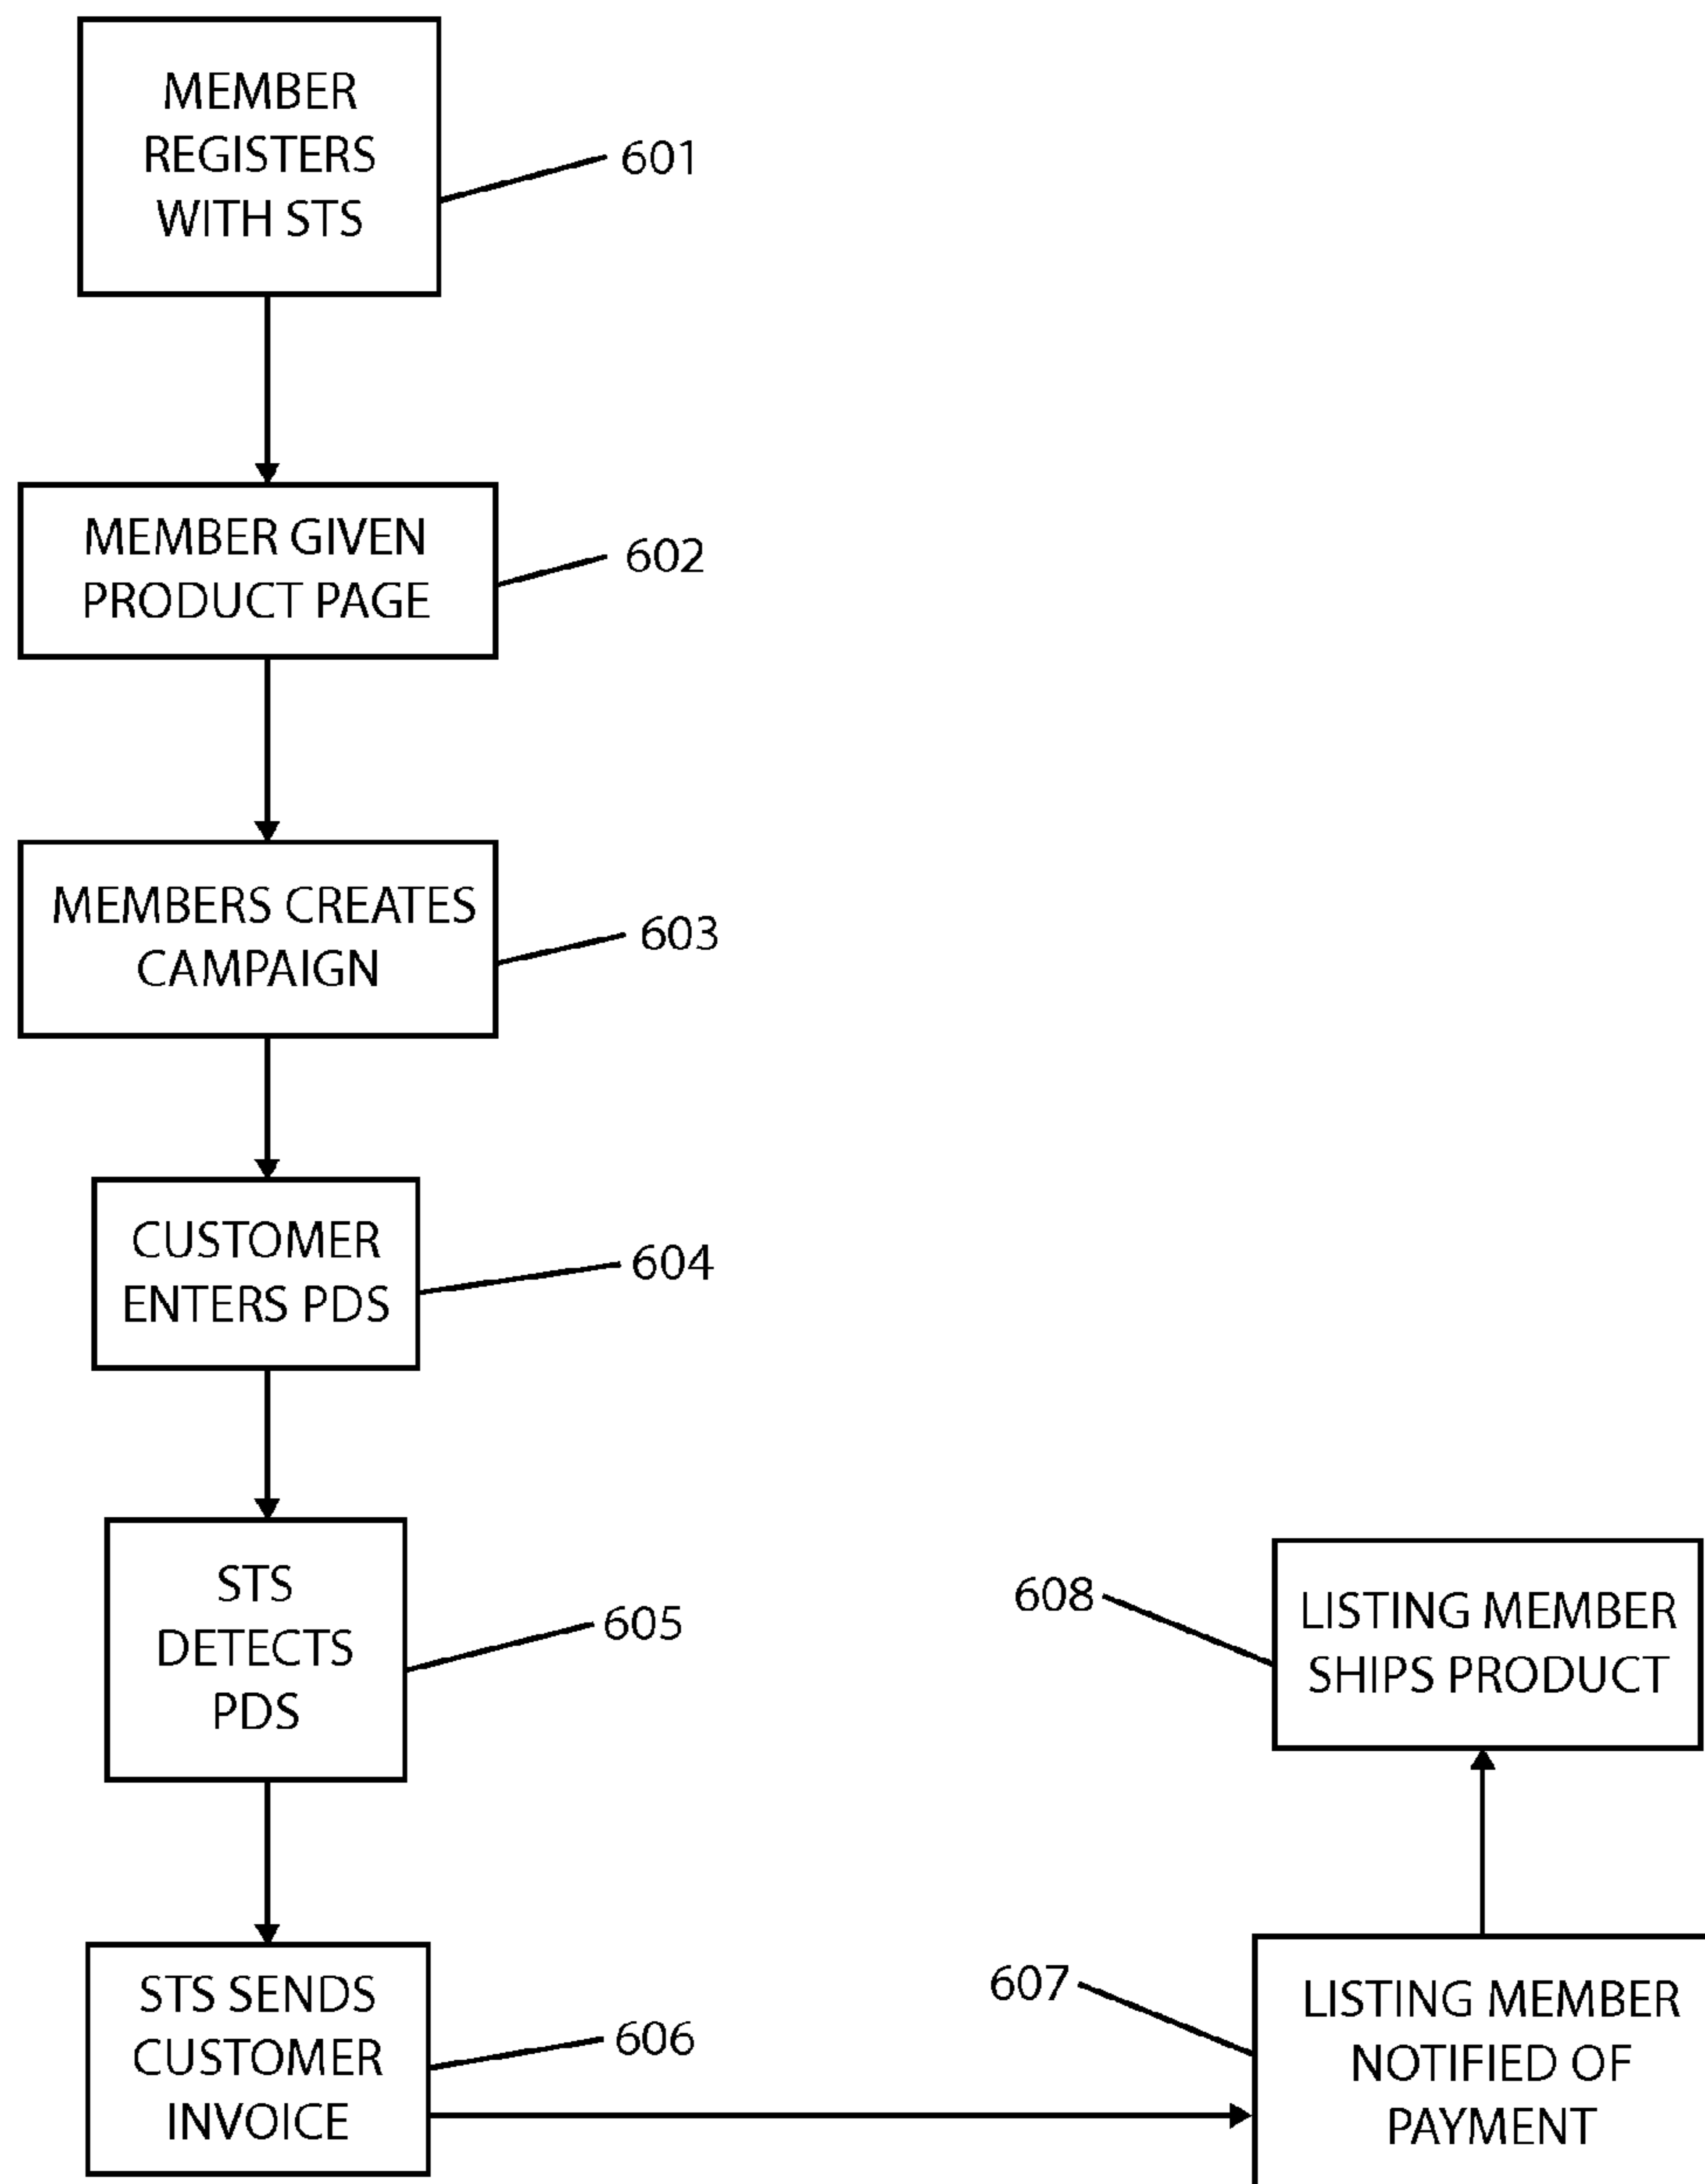 MEMBER
REGISTERS
WITH STS
601
MEMBER GIVEN
PRODUCT PAGE
602
MEMBERS CREATES
CAMPAIGN
603
CUSTOMER
ENTERS PDS
604
STS
DETECTS
PDS
605
STS SENDS
CUSTOMER
INVOICE
606
607
LISTING MEMBER
NOTIFIED OF
PAYMENT
608
LISTING MEMBER
SHIPS PRODUCT